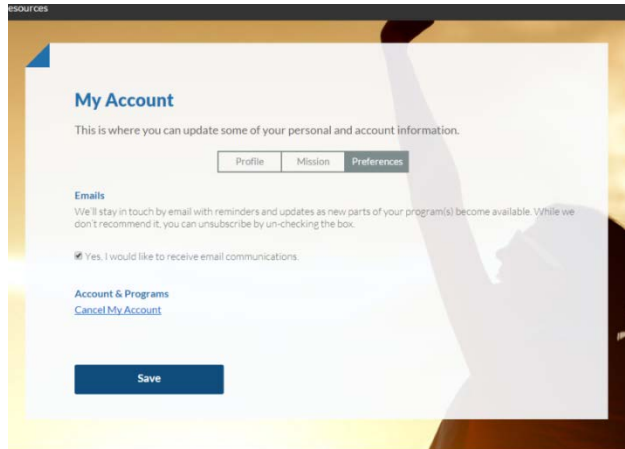 esources
My Account
This is where you can update some of your personal and account information.
Profile Mission Preferences
Emails
We'll stay in touch by email with reminders and updates as new parts of your program(s) become available. While we
don't recommend it, you can unsubscribe by un-checking the box.
Yes, I would like to receive email communications.
Account & Programs
Cancel My Account
Save